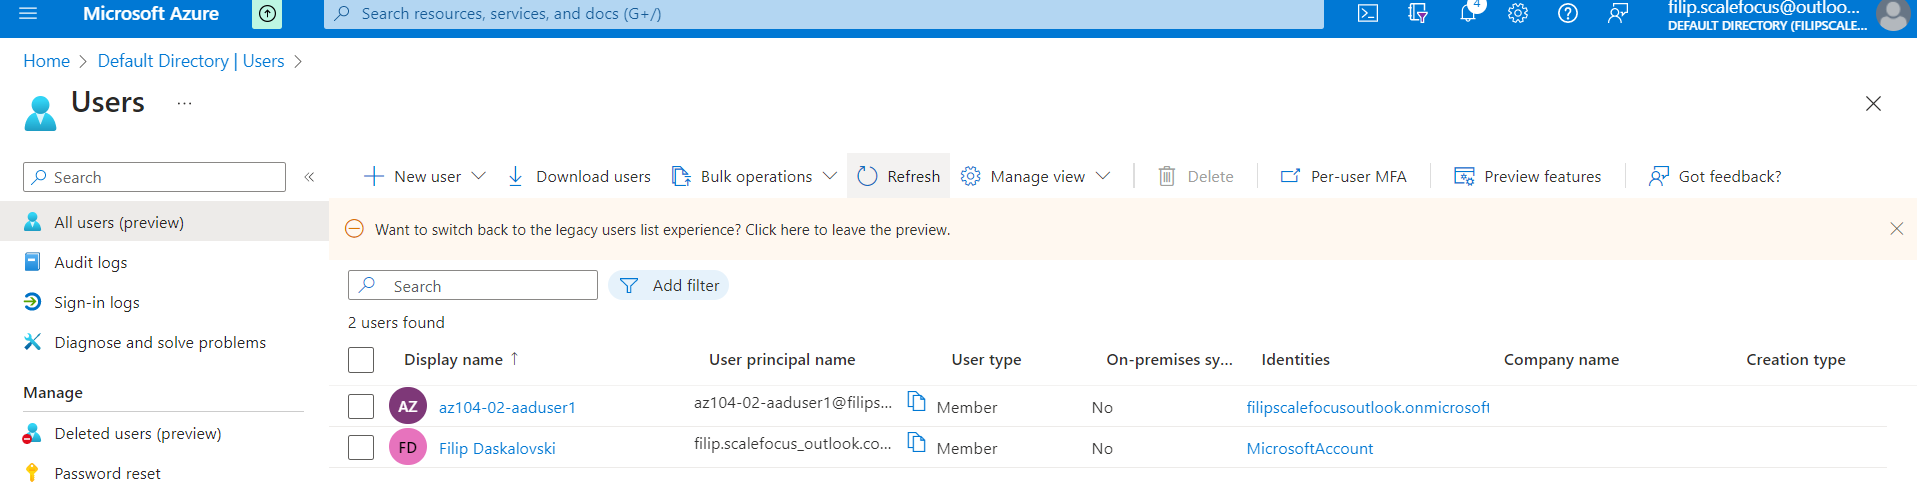 Microsoft Azure
Search resources, services, and docs (G+/)
4
filip.scalefocus@outloo...
DEFAULT DIRECTORY (FILIPSCALE...
Home > Default Directory | Users >
Users ...
Search «
New user Download users Bulk operations Refresh Manage view Delete Per-user MFA Preview features Got feedback?
All users (preview)
Want to switch back to the legacy users list experience? Click here to leave the preview.
Audit logs
Search Add filter
Sign-in logs
2 users found
Diagnose and solve problems
Display name ↑ User principal name User type On-premises sy... Identities Company name Creation type
Manage
AZ az104-02-aaduser1 az104-02-aaduser1@filips... Member No filipscalefocusoutlook.onmicrosoft
Deleted users (preview)
FD Filip Daskalovski filip.scalefocus_outlook.co... Member No MicrosoftAccount
Password reset